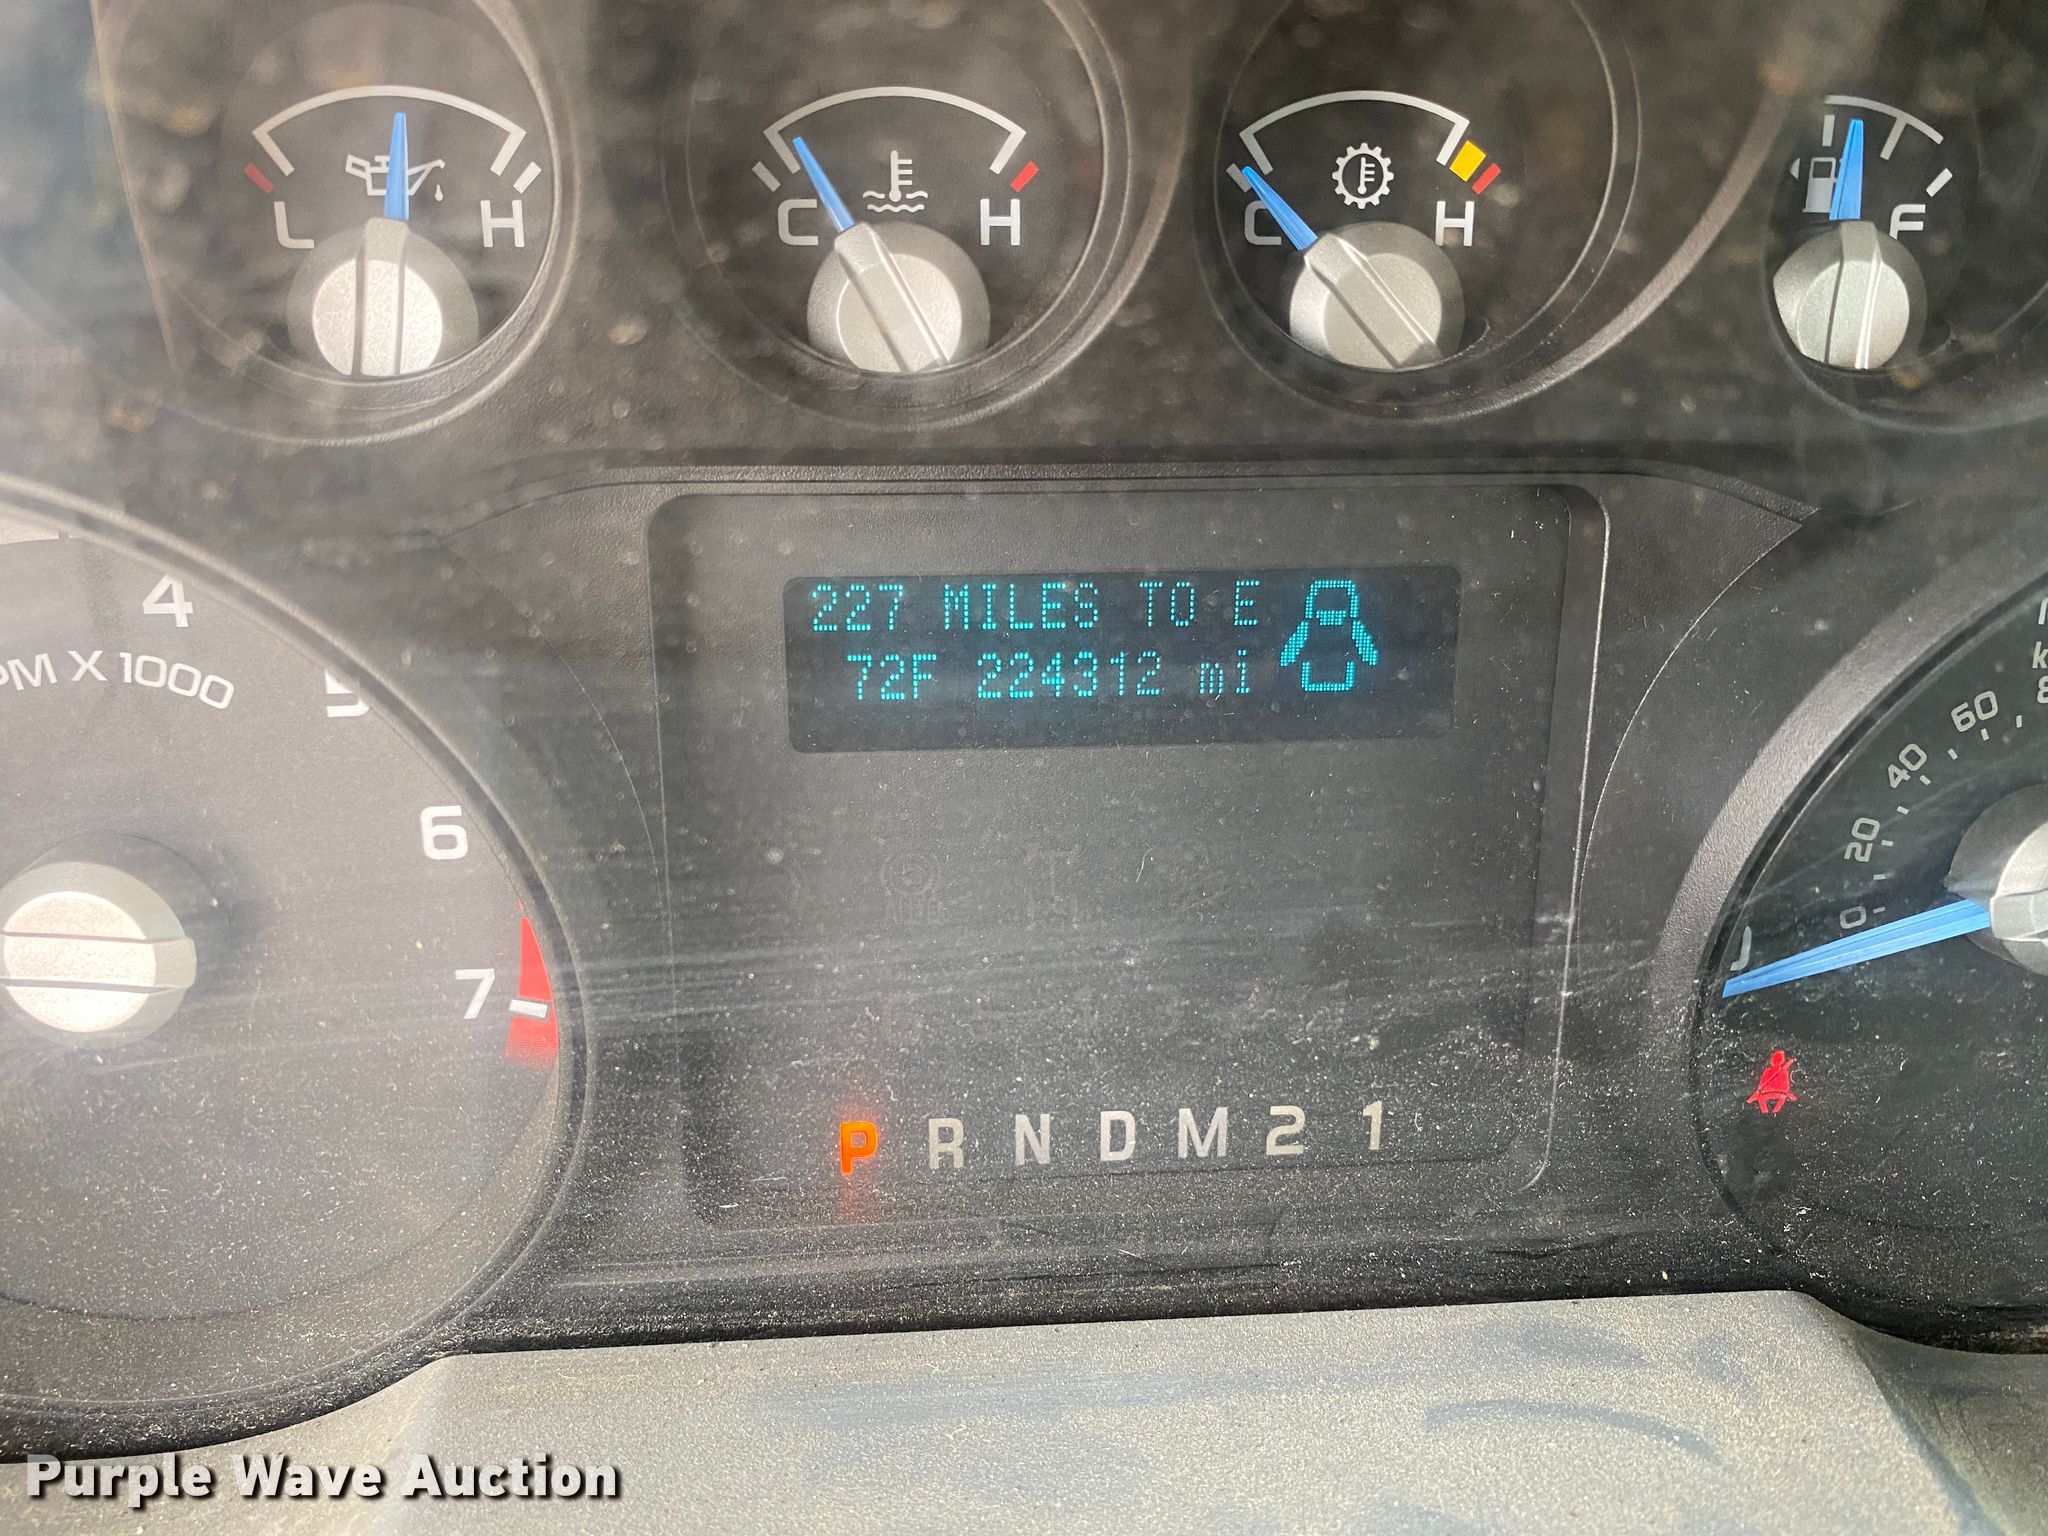 L H
C H
C H
F
4
PM X 1000
5
6
7
227 MILES TO E
72F 224312 mi
60
40
20
0
P R N D M 2 1
Purple Wave Auction